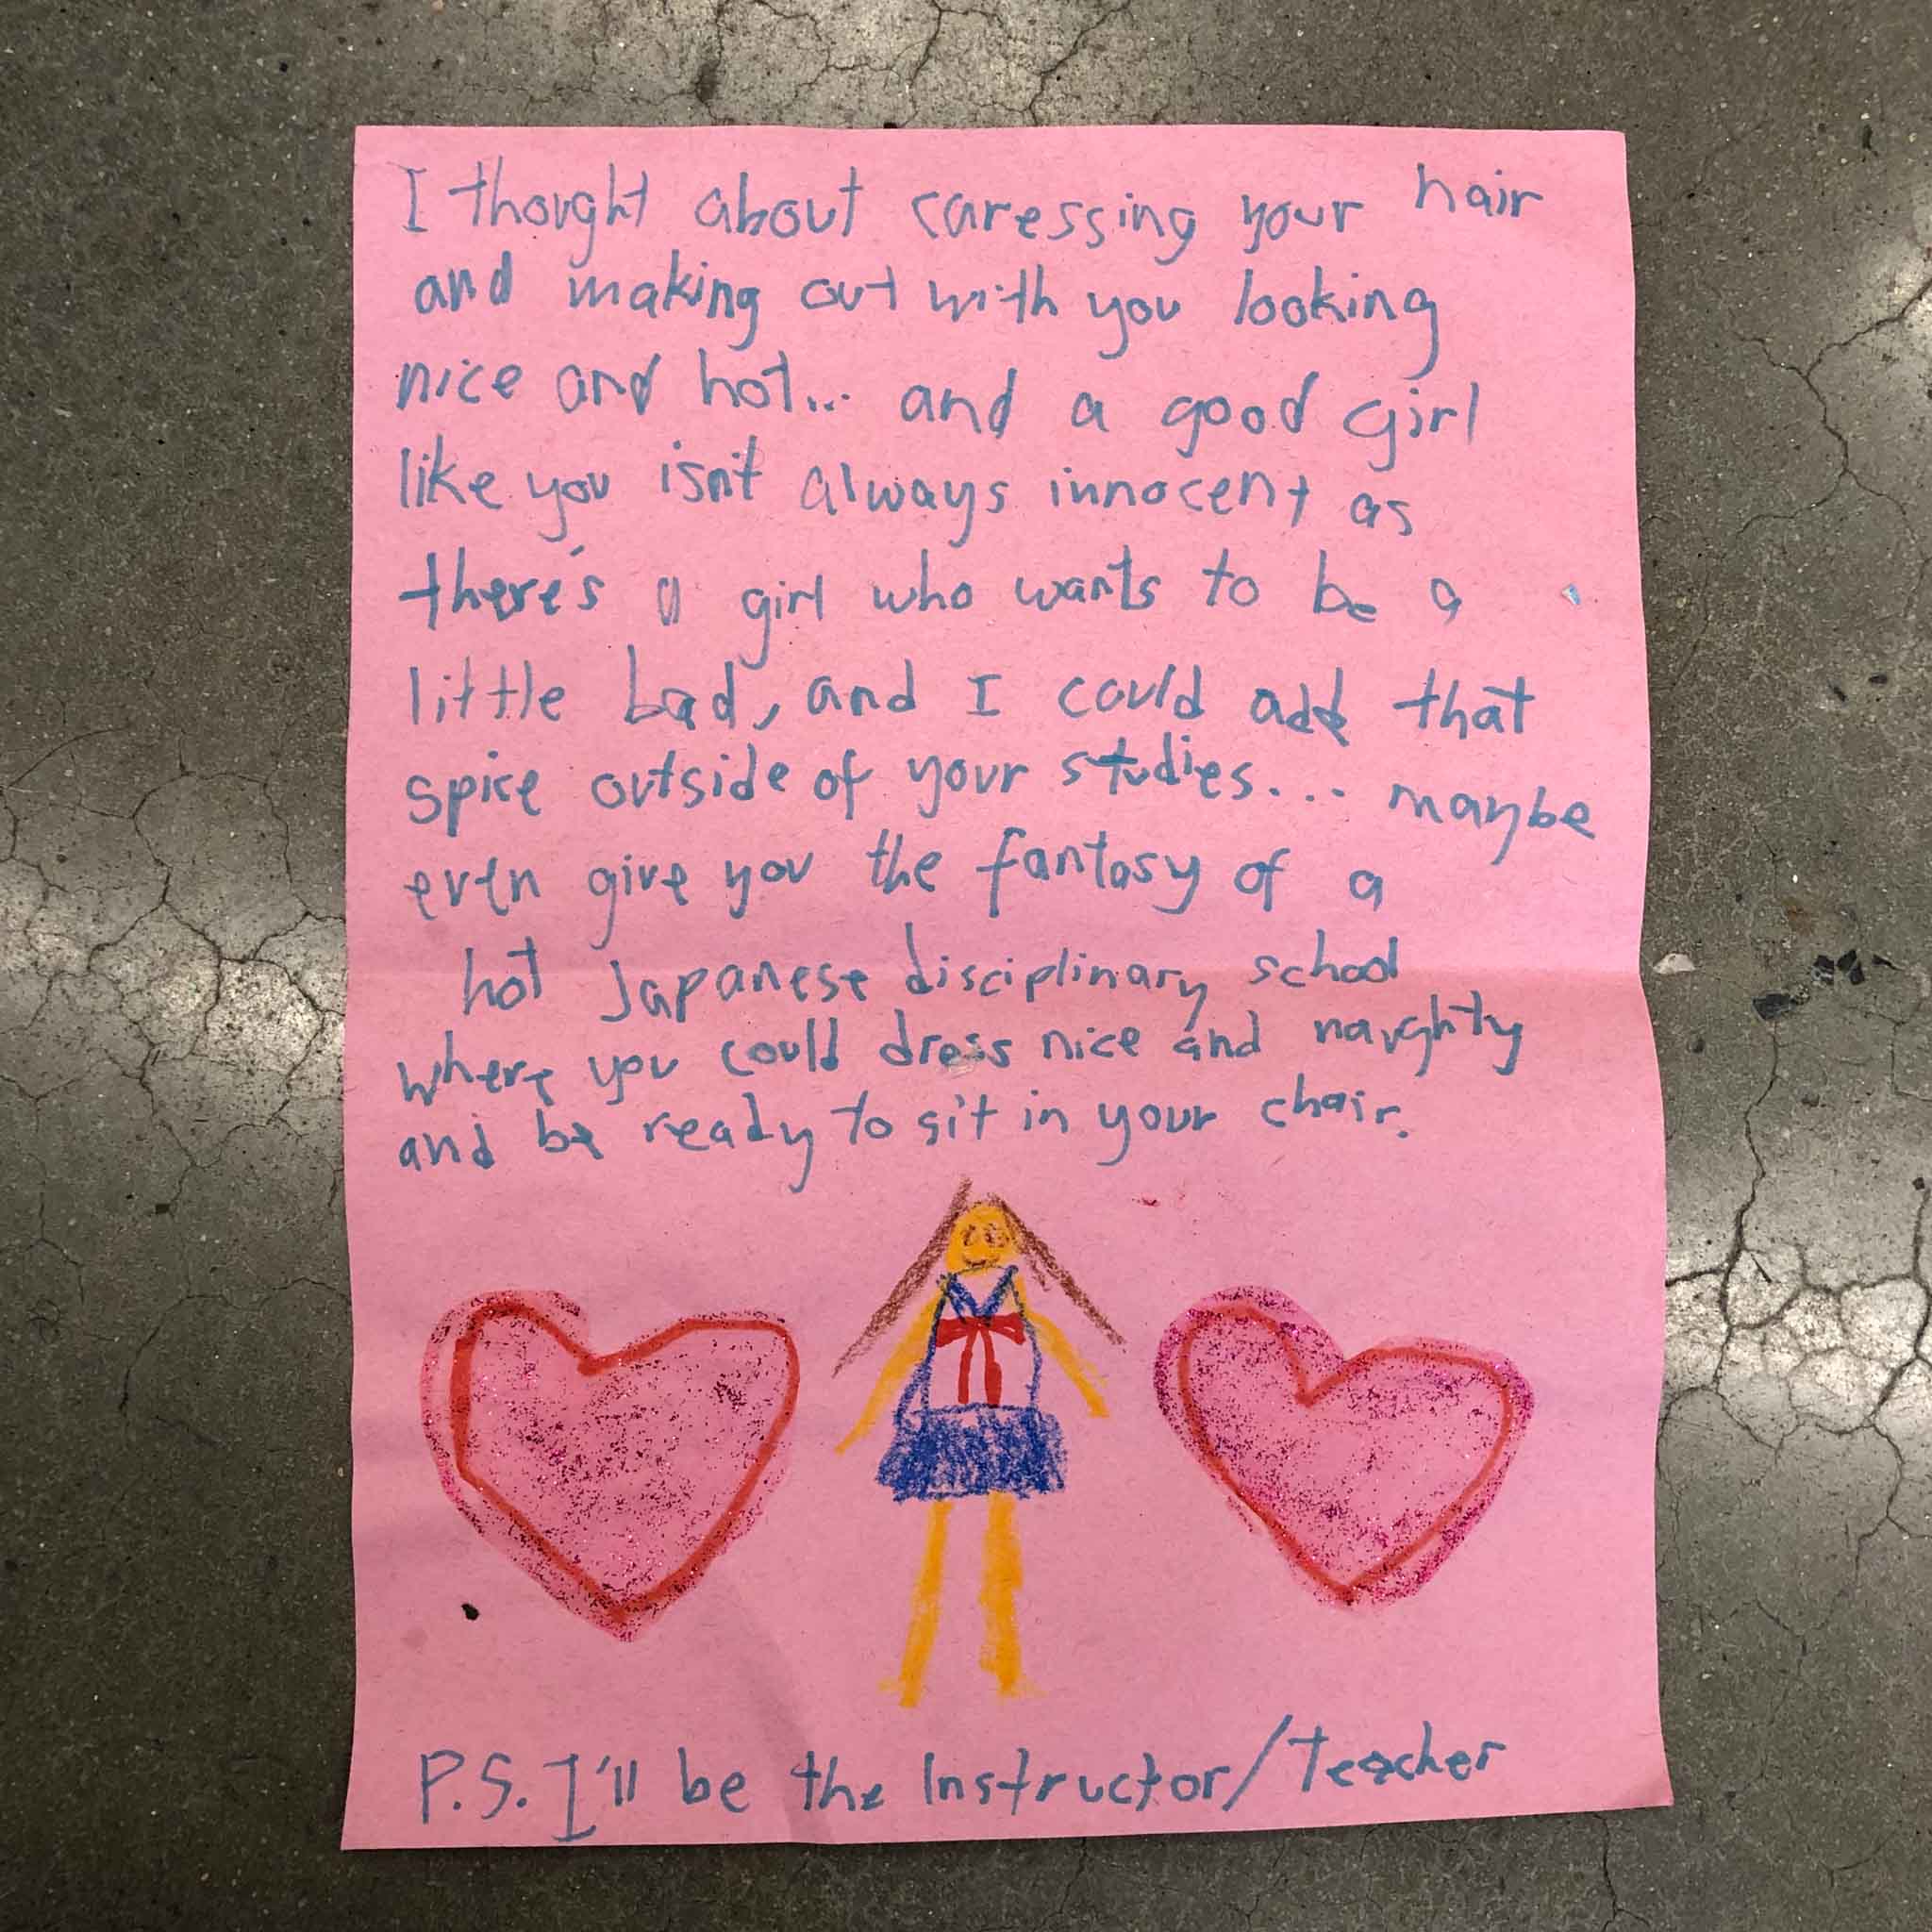 I thought about caressing your hair
and making out with you looking
nice and hot... and a good girl
like you isn't always innocent as
there's a girl who wants to be a
little bad, and I could add that
spice outside of your studies... maybe
even give you the fantasy of a
hot Japanese disciplinary school
where you could dress nice and naughty
and be ready to sit in your chair.
P.S. I'll be the Instructor/Teacher